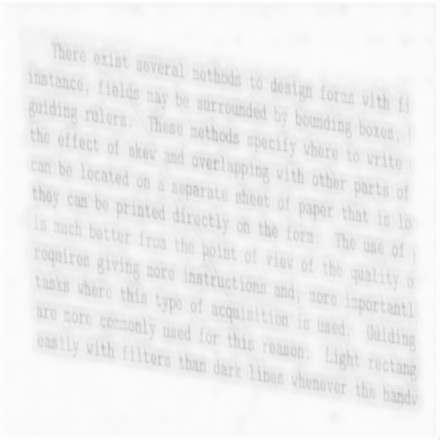 There exist several methods to design forms with fi
instance, fields may be surrounded by bounding boxes,
guiding rulers. These methods specify where to write
the effect of skew and overlapping with other parts of
can be located on a separate sheet of paper that is lo
they can be printed directly on the form. The use of
is much better from the point of view of the quality o
requires giving more instructions and, more importantl
tasks where this type of acquisition is used. Guiding
are more commonly used for this reason. Light rectang
easily with filters than dark lines whenever the handw